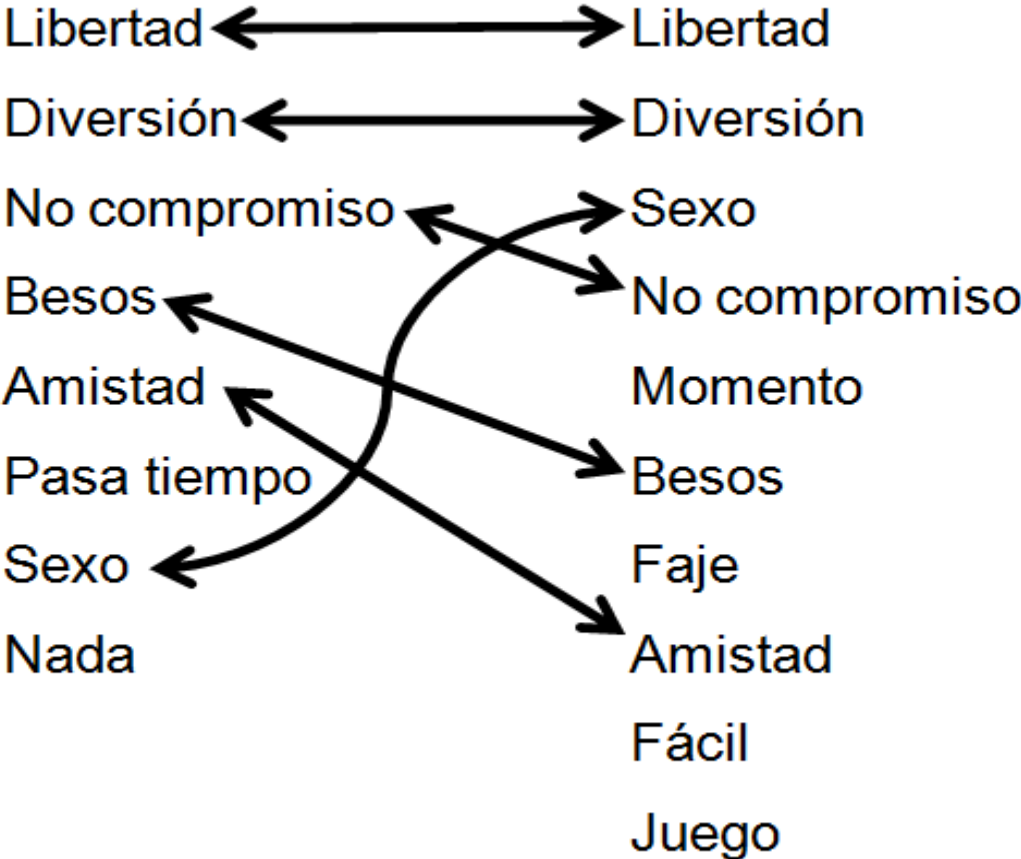 Libertad Libertad
Diversión Diversión
No compromiso Sexo
Besos No compromiso
Amistad Momento
Pasa tiempo Besos
Sexo Faje
Nada Amistad
Fácil
Juego